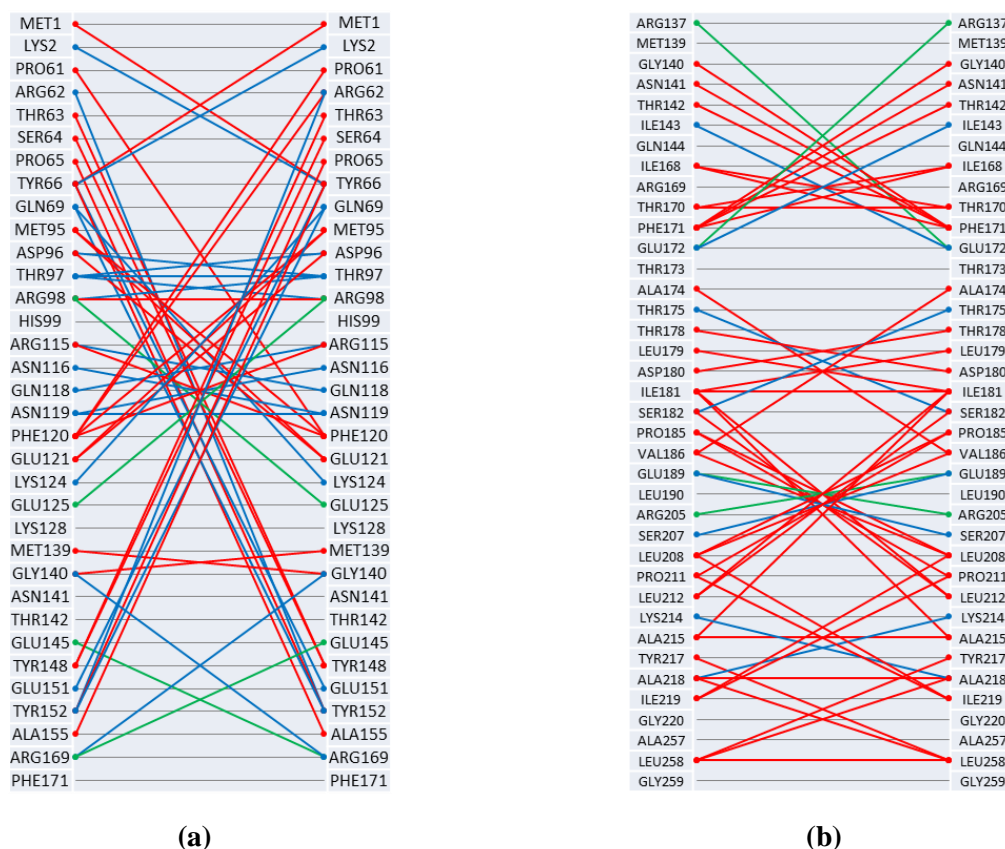 MET1 MET1
LYS2 LYS2
PRO61 PRO61
ARG62 ARG62
THR63 THR63
SER64 SER64
PRO65 PRO65
TYR66 TYR66
GLN69 GLN69
MET95 MET95
ASP96 ASP96
THR97 THR97
ARG98 ARG98
HIS99 HIS99
ARG115 ARG115
ASN116 ASN116
GLN118 GLN118
ASN119 ASN119
PHE120 PHE120
GLU121 GLU121
LYS124 LYS124
GLU125 GLU125
LYS128 LYS128
MET139 MET139
GLY140 GLY140
ASN141 ASN141
THR142 THR142
GLU145 GLU145
TYR148 TYR148
GLU151 GLU151
TYR152 TYR152
ALA155 ALA155
ARG169 ARG169
PHE171 PHE171
(a)
ARG137 ARG137
MET139 MET139
GLY140 GLY140
ASN141 ASN141
THR142 THR142
ILE143 ILE143
GLN144 GLN144
ILE168 ILE168
ARG169 ARG169
THR170 THR170
PHE171 PHE171
GLU172 GLU172
THR173 THR173
ALA174 ALA174
THR175 THR175
THR178 THR178
LEU179 LEU179
ASP180 ASP180
ILE181 ILE181
SER182 SER182
PRO185 PRO185
VAL186 VAL186
GLU189 GLU189
LEU190 LEU190
ARG205 ARG205
SER207 SER207
LEU208 LEU208
PRO211 PRO211
LEU212 LEU212
LYS214 LYS214
ALA215 ALA215
TYR217 TYR217
ALA218 ALA218
ILE219 ILE219
GLY220 GLY220
ALA257 ALA257
LEU258 LEU258
GLY259 GLY259
(b)